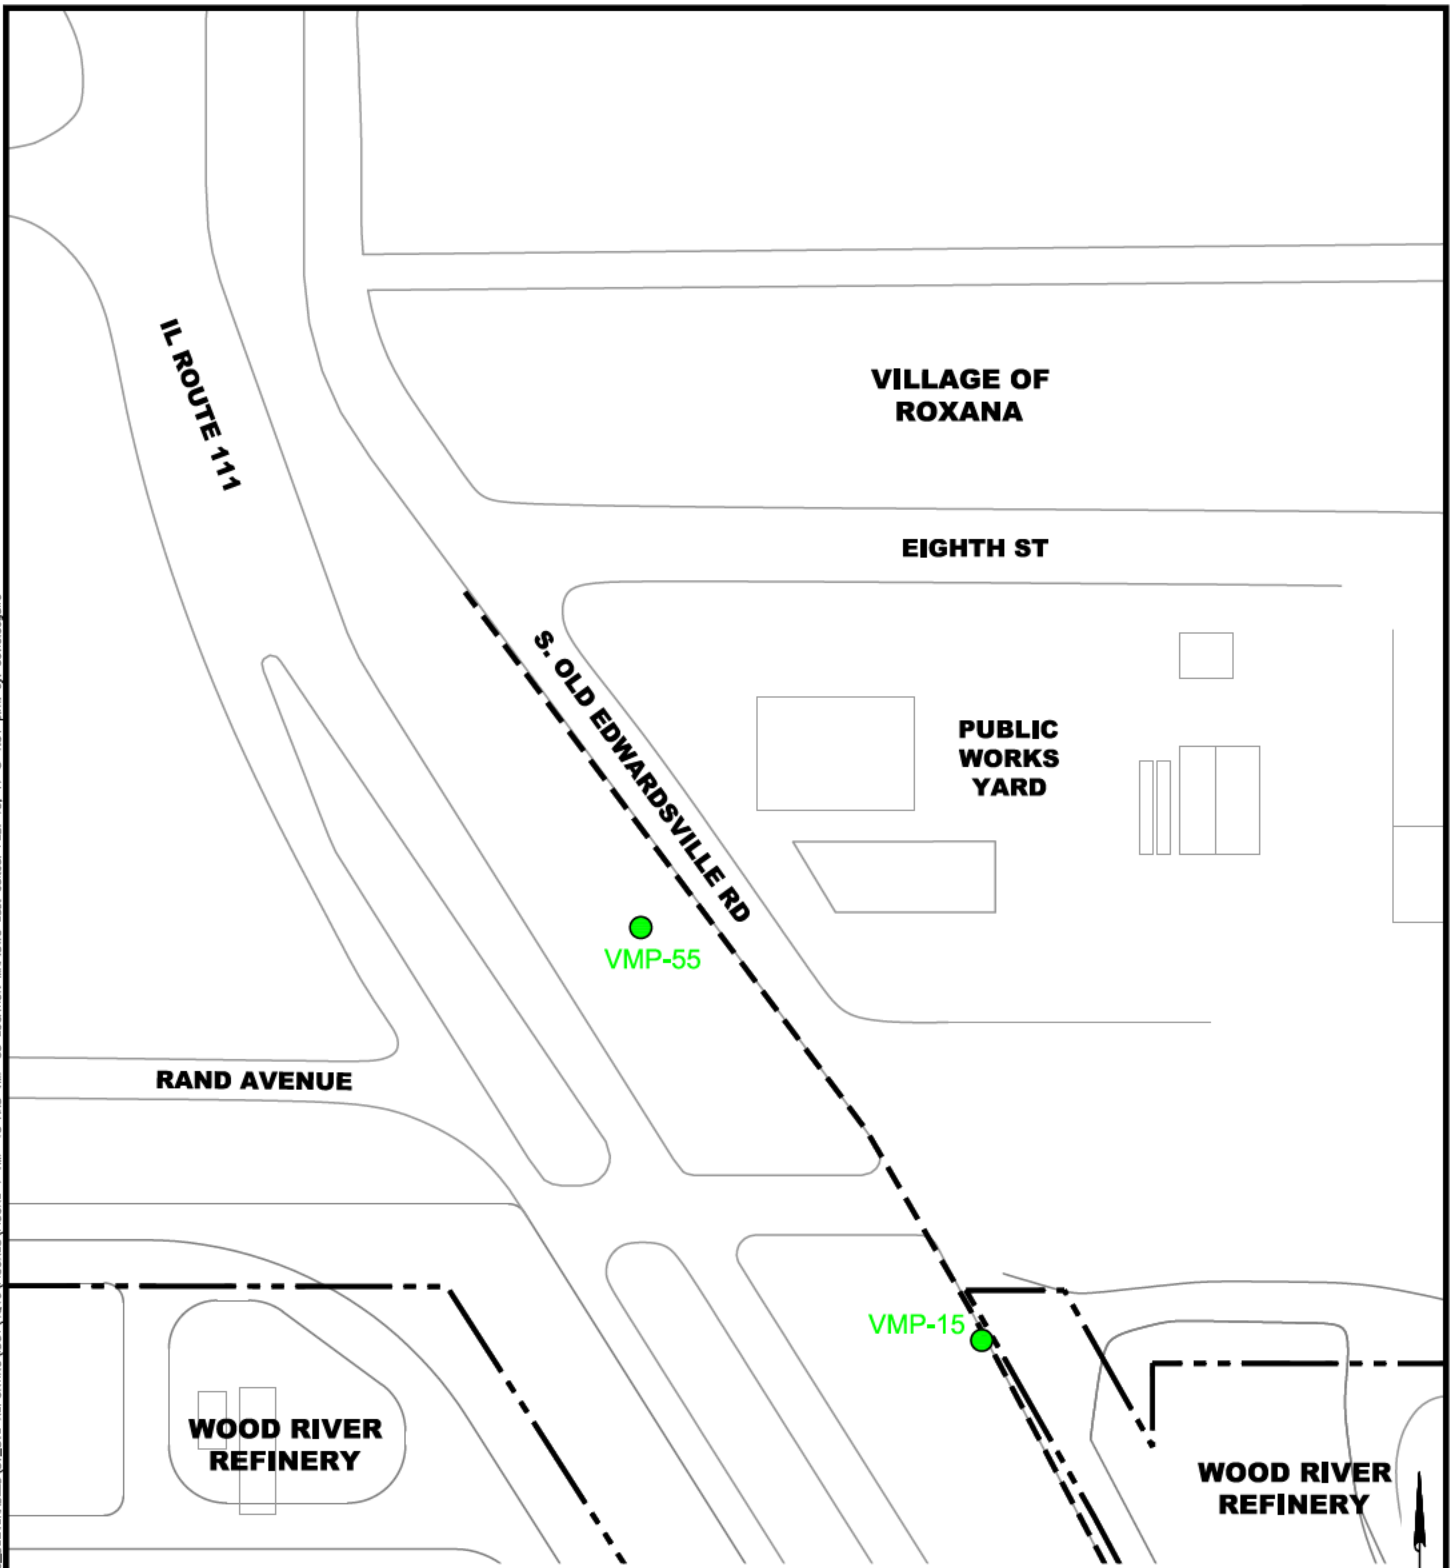 IL ROUTE 111
VILLAGE OF
ROXANA
EIGHTH ST
S. OLD EDWARDSVILLE RD
PUBLIC
WORKS
YARD
VMP-55
RAND AVENUE
VMP-15
WOOD RIVER
REFINERY
WOOD RIVER
REFINERY